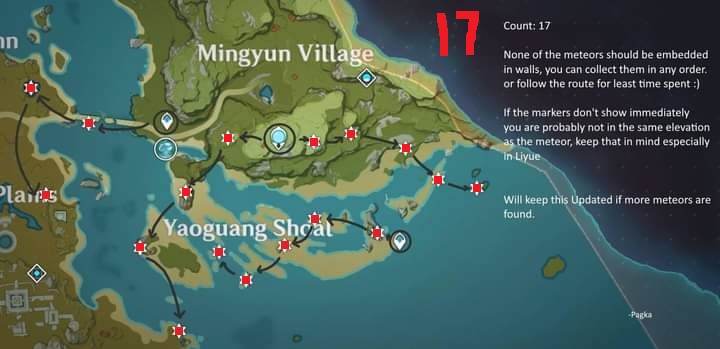 17
Count: 17
None of the meteors should be embedded
in walls, you can collect them in any order.
or follow the route for least time spent :)
If the markers don't show immediately
you are probably not in the same elevation
as the meteor, keep that in mind especially
in Liyue
Will keep this Updated if more meteors are
found.
Mingyun Village
Yaoguang Shoal
Plains
-Pagka